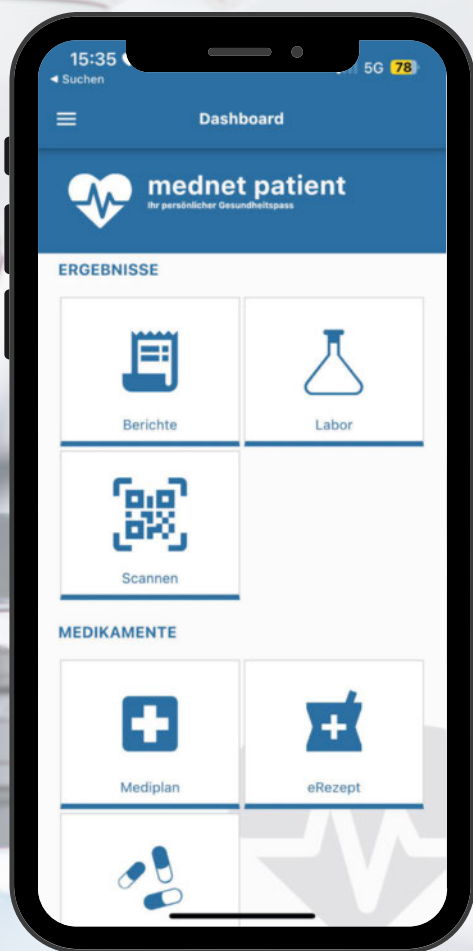 15:35
5G 78
◀ Suchen
Dashboard
mednet patient
Ihr persönlicher Gesundheitspass
ERGEBNISSE
Berichte
Labor
Scannen
MEDIKAMENTE
Mediplan
eRezept